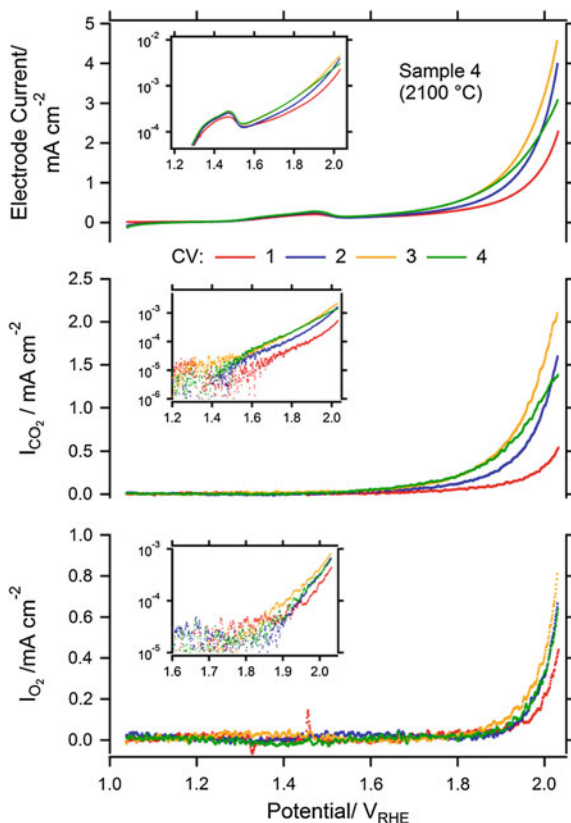 Electrode Current/
mA cm-2
5
4
3
2
1
0
10-2
10-3
10-4
1.2 1.4 1.6 1.8 2.0
Sample 4
(2100 °C)
CV: 1 2 3 4
ICO2 / mA cm-2
2.5
2.0
1.5
1.0
0.5
0.0
10-3
10-4
10-5
10-6
1.2 1.4 1.6 1.8 2.0
IO2 /mA cm-2
1.0
0.8
0.6
0.4
0.2
0.0
10-3
10-4
10-5
1.6 1.7 1.8 1.9 2.0
1.0 1.2 1.4 1.6 1.8 2.0
Potential/ VRHE